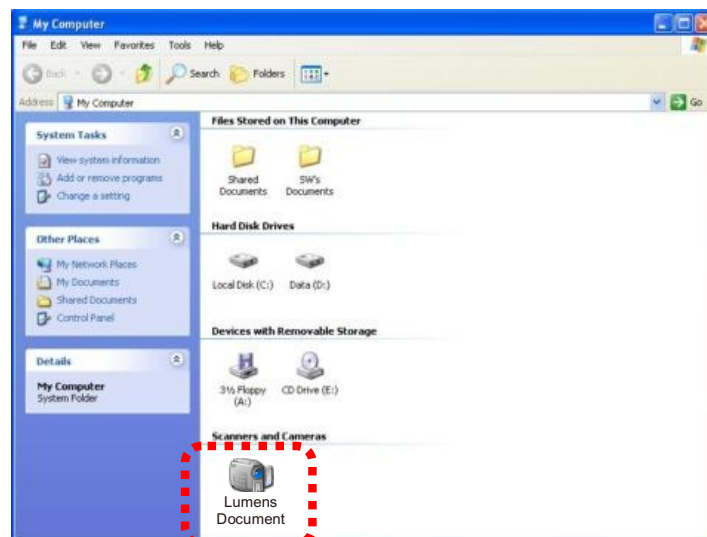 My Computer
File Edit View Favorites Tools Help
Back Search Folders
Address My Computer Go
System Tasks
View system information
Add or remove programs
Change a setting
Other Places
My Network Places
My Documents
Shared Documents
Control Panel
Details
My Computer
System Folder
Files Stored on This Computer
Shared Documents
SW's Documents
Hard Disk Drives
Local Disk (C:) Data (D:)
Devices with Removable Storage
3½ Floppy (A:)
CD Drive (E:)
Scanners and Cameras
Lumens
Document